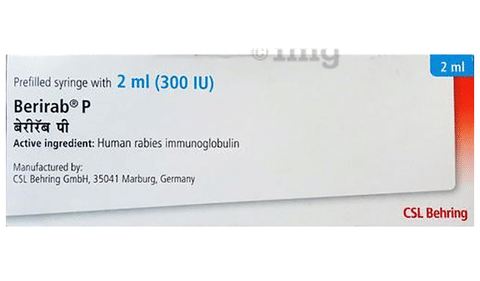 Prefilled syringe with 2 ml (300 IU)
2 ml
Berirab® P
बेरीरॅब पी
Active ingredient: Human rabies immunoglobulin
Manufactured by:
CSL Behring GmbH, 35041 Marburg, Germany
CSL Behring